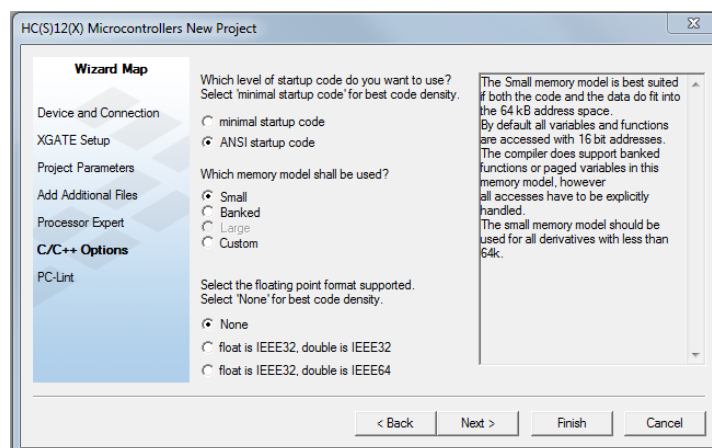 HC(S)12(X) Microcontrollers New Project
Wizard Map
Device and Connection
XGATE Setup
Project Parameters
Add Additional Files
Processor Expert
C/C++ Options
PC-Lint
Which level of startup code do you want to use?
Select 'minimal startup code' for best code density.
minimal startup code
ANSI startup code
Which memory model shall be used?
Small
Banked
Large
Custom
Select the floating point format supported.
Select 'None' for best code density.
None
float is IEEE32, double is IEEE32
float is IEEE32, double is IEEE64
The Small memory model is best suited
if both the code and the data do fit into
the 64 kB address space.
By default all variables and functions
are accessed with 16 bit addresses.
The compiler does support banked
functions or paged variables in this
memory model, however
all accesses have to be explicitly
handled.
The small memory model should be
used for all derivatives with less than
64k.
< Back
Next >
Finish
Cancel